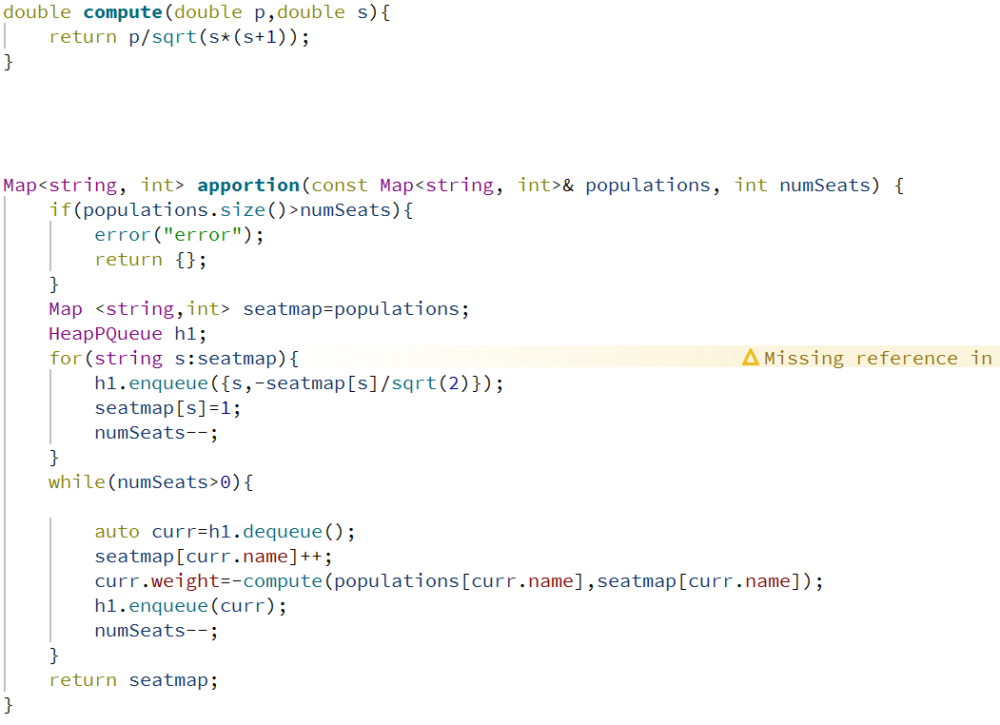 double compute(double p,double s){
    return p/sqrt(s*(s+1));
}
Map<string, int> apportion(const Map<string, int>& populations, int numSeats) {
    if(populations.size()>numSeats){
        error("error");
        return {};
    }
    Map <string,int> seatmap=populations;
    HeapPQueue h1;
    for(string s:seatmap){ Missing reference in
        h1.enqueue({s,-seatmap[s]/sqrt(2)});
        seatmap[s]=1;
        numSeats--;
    }
    while(numSeats>0){
        auto curr=h1.dequeue();
        seatmap[curr.name]++;
        curr.weight=-compute(populations[curr.name],seatmap[curr.name]);
        h1.enqueue(curr);
        numSeats--;
    }
    return seatmap;
}